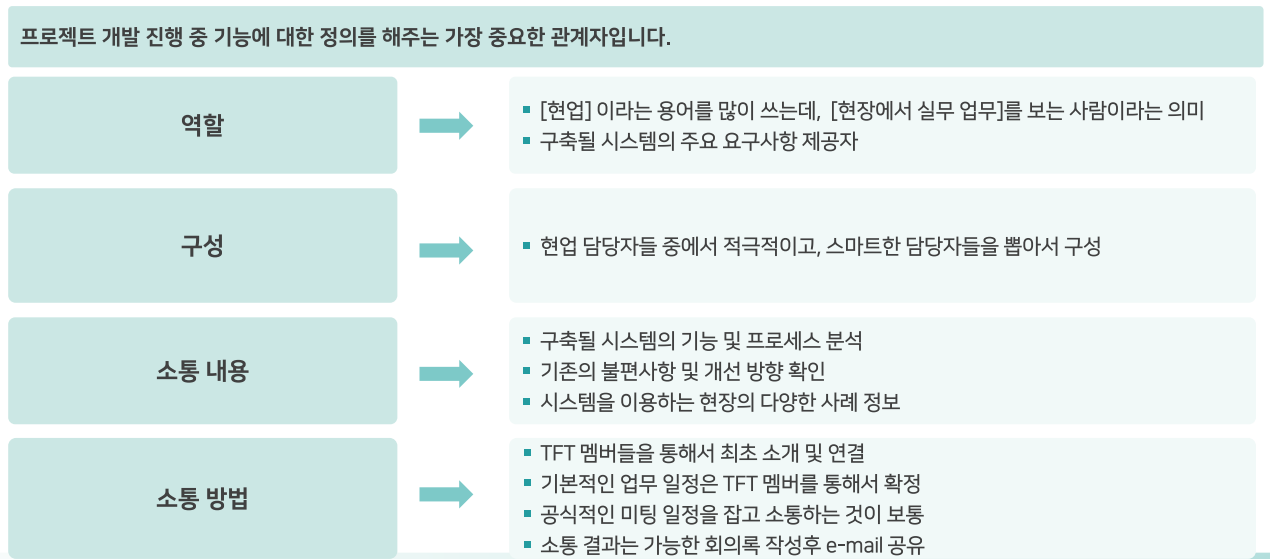 프로젝트 개발 진행 중 기능에 대한 정의를 해주는 가장 중요한 관계자입니다.
역할
[현업] 이라는 용어를 많이 쓰는데, [현장에서 실무 업무]를 보는 사람이라는 의미
구축될 시스템의 주요 요구사항 제공자
구성
현업 담당자들 중에서 적극적이고, 스마트한 담당자들을 뽑아서 구성
소통 내용
구축될 시스템의 기능 및 프로세스 분석
기존의 불편사항 및 개선 방향 확인
시스템을 이용하는 현장의 다양한 사례 정보
소통 방법
TFT 멤버들을 통해서 최초 소개 및 연결
기본적인 업무 일정은 TFT 멤버를 통해서 확정
공식적인 미팅 일정을 잡고 소통하는 것이 보통
소통 결과는 가능한 회의록 작성후 e-mail 공유